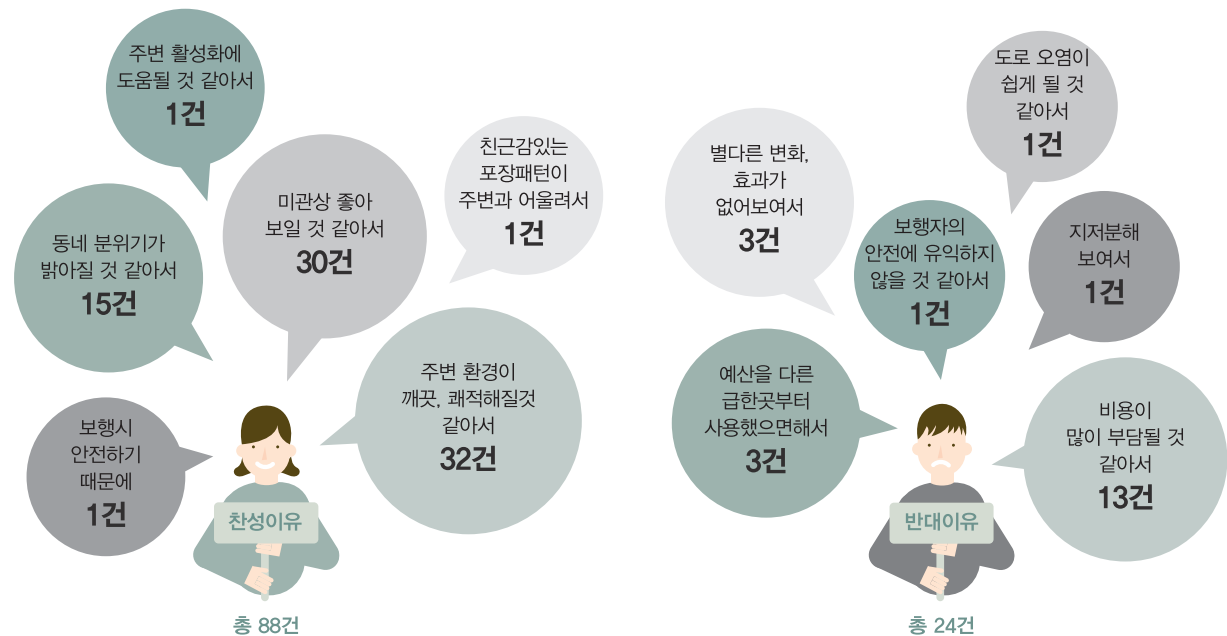 주변 활성화에
도움될 것 같아서
1건
친근감있는
포장패턴이
주변과 어울려서
1건
미관상 좋아
보일 것 같아서
30건
동네 분위기가
밝아질 것 같아서
15건
주변 환경이
깨끗, 쾌적해질것
같아서
32건
보행시
안전하기
때문에
1건
찬성이유
총 88건
도로 오염이
쉽게 될 것
같아서
1건
별다른 변화,
효과가
없어보여서
3건
보행자의
안전에 유익하지
않을 것 같아서
1건
지저분해
보여서
1건
예산을 다른
급한곳부터
사용했으면해서
3건
비용이
많이 부담될 것
같아서
13건
반대이유
총 24건